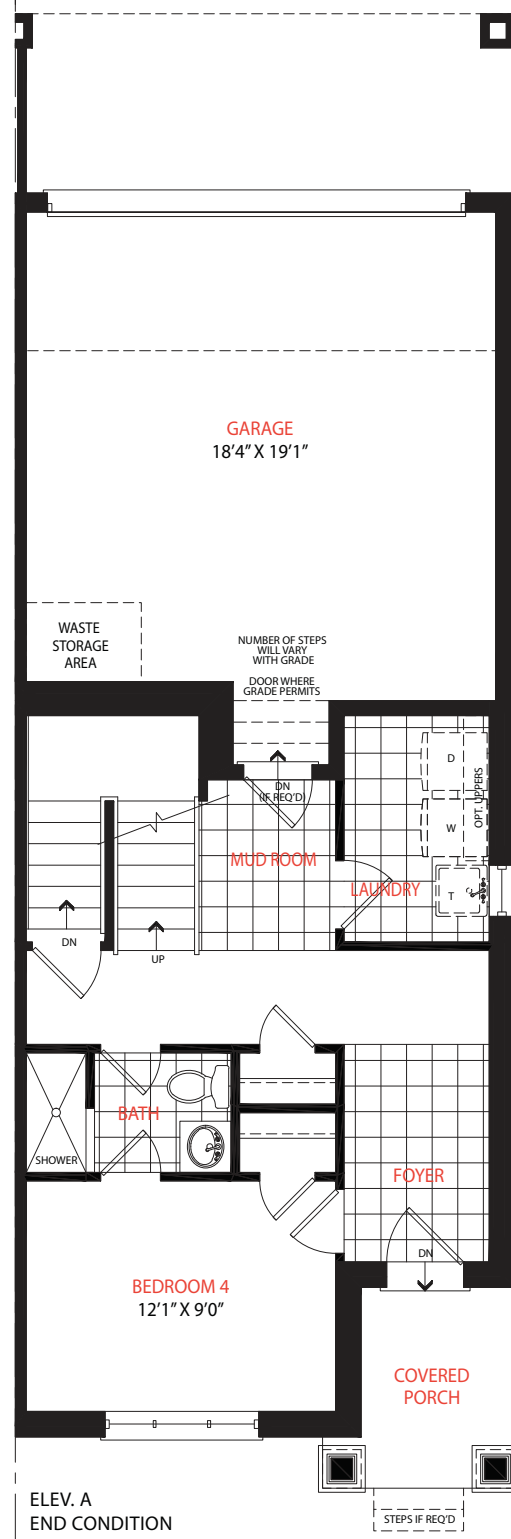 GARAGE
18'4" X 19'1"
WASTE
STORAGE
AREA
NUMBER OF STEPS
WILL VARY
WITH GRADE
DOOR WHERE
GRADE PERMITS
DN
(IF REQ'D)
D
OPT. UPPERS
W
MUD ROOM
LAUNDRY
T
DN
UP
BATH
SHOWER
FOYER
DN
BEDROOM 4
12'1" X 9'0"
COVERED
PORCH
ELEV. A
END CONDITION
STEPS IF REQ'D